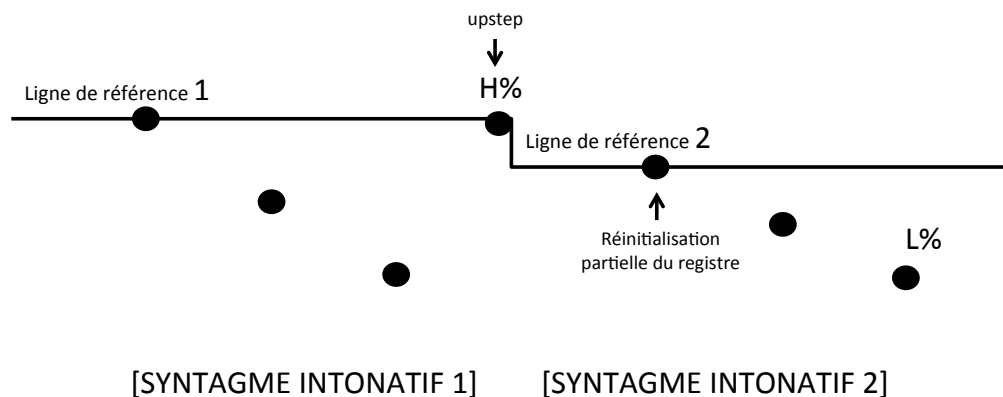 upstep
Ligne de référence 1
H%
Ligne de référence 2
Réinitialisation
partielle du registre
L%
[SYNTAGME INTONATIF 1]
[SYNTAGME INTONATIF 2]